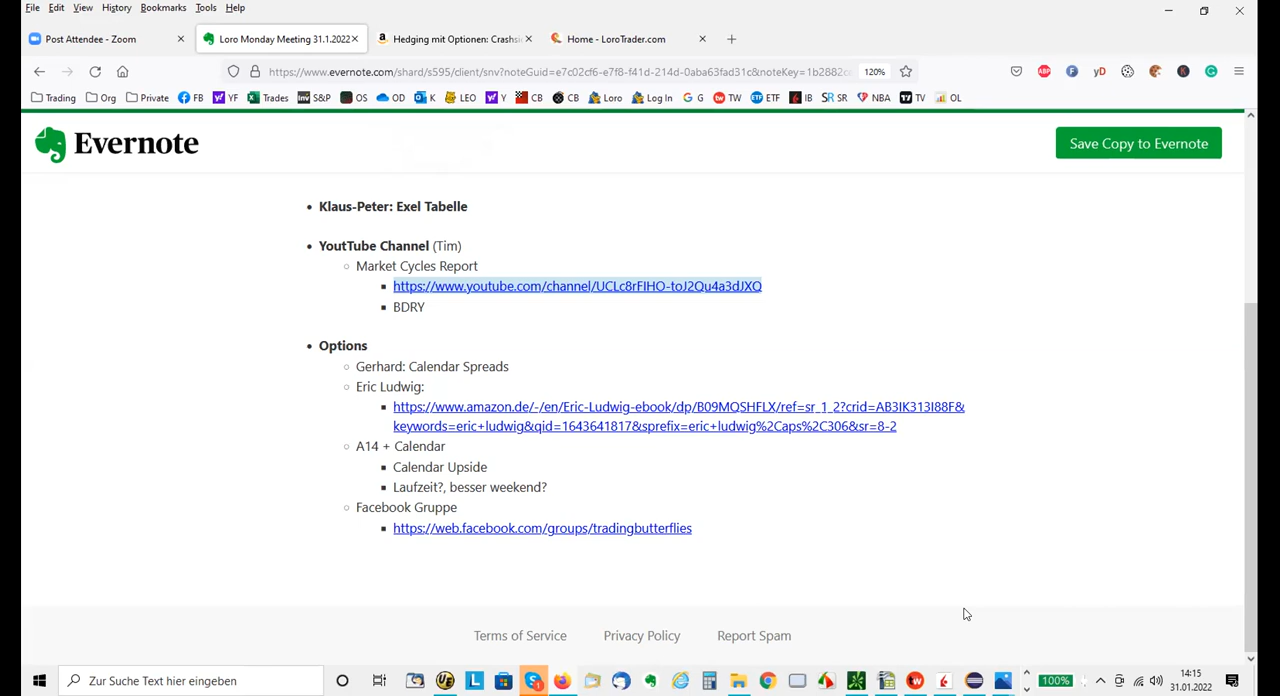 File Edit View History Bookmarks Tools Help
Post Attendee - Zoom Loro Monday Meeting 31.1.2022 Hedging mit Optionen: Crashsi Home - LoroTrader.com
https://www.evernote.com/shard/s595/client/snv?noteGuid=e7c02cf6-e7f8-f41d-214d-0aba63fad31c&noteKey=1b2882c 120%
Trading Org Private FB YF Trades S&P OS OD K LEO Y CB CB Loro Log In G TW ETF IB SR NBA TV OL
Evernote
Save Copy to Evernote
• Klaus-Peter: Exel Tabelle
• YoutTube Channel (Tim)
Market Cycles Report
https://www.youtube.com/channel/UCLc8rFIHO-toJ2Qu4a3dJXQ
BDRY
• Options
Gerhard: Calendar Spreads
Eric Ludwig:
https://www.amazon.de/-/en/Eric-Ludwig-ebook/dp/B09MQSHFLX/ref=sr_1_2?crid=AB3IK313I88F&
keywords=eric+ludwig&qid=1643641817&sprefix=eric+ludwig%2Caps%2C306&sr=8-2
A14 + Calendar
Calendar Upside
Laufzeit?, besser weekend?
Facebook Gruppe
https://web.facebook.com/groups/tradingbutterflies
Terms of Service Privacy Policy Report Spam
Zur Suche Text hier eingeben
100%
14:15
31.01.2022